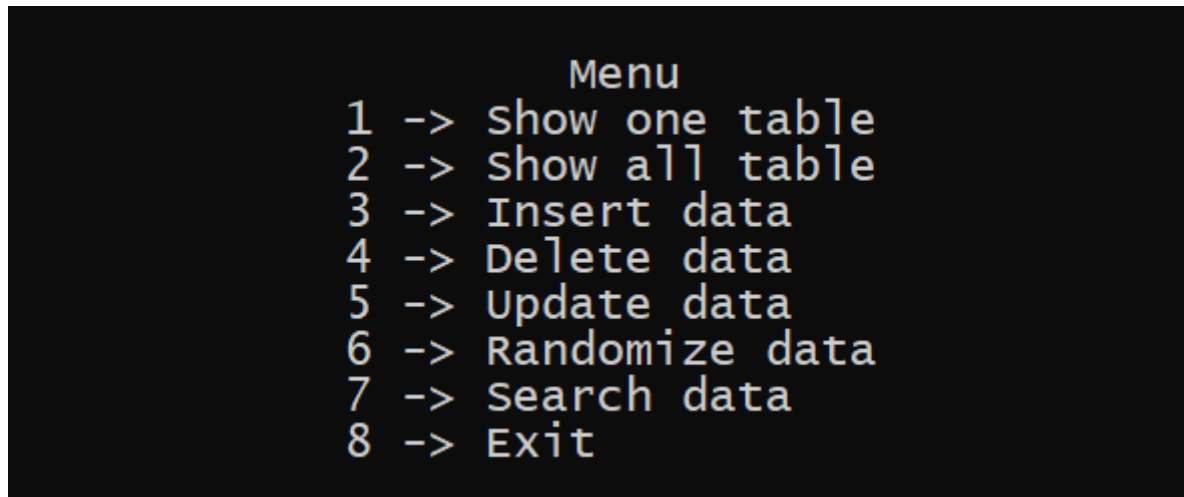 Menu
1 -> Show one table
2 -> Show all table
3 -> Insert data
4 -> Delete data
5 -> Update data
6 -> Randomize data
7 -> Search data
8 -> Exit